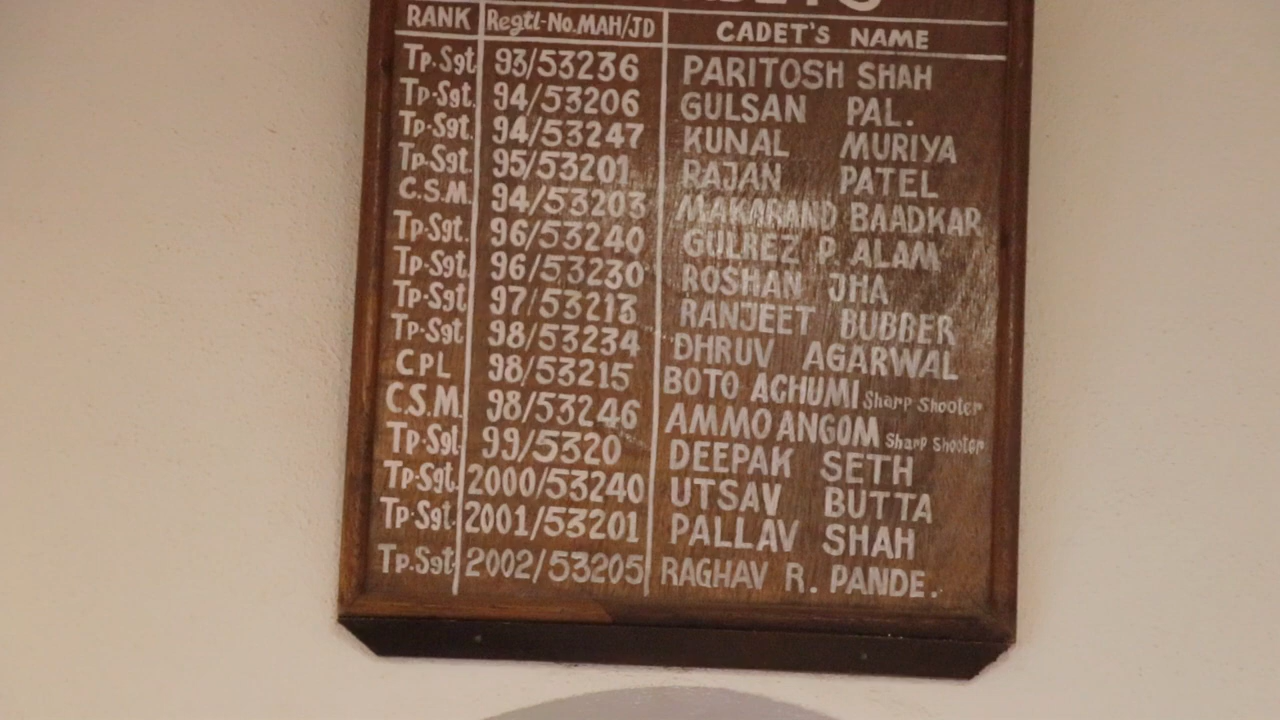 RANK Regtl-No.MAH/JD CADET'S NAME
Tp.Sgt. 93/53236 PARITOSH SHAH
Tp-Sgt. 94/53206 GULSAN PAL.
Tp-Sgt. 94/53247 KUNAL MURIYA
Tp-Sgt. 95/53201 RAJAN PATEL
C.S.M. 94/53203 MAKARAND BAADKAR
Tp-Sgt. 96/53240 GULREZ P. ALAM
Tp-Sgt. 96/53230 ROSHAN JHA
Tp-Sgt. 97/53213 RANJEET BUBBER
Tp-Sgt 98/53234 DHRUV AGARWAL
CPL 98/53215 BOTO ACHUMI Sharp Shooter
C.S.M. 98/53246 AMMO ANGOM Sharp Shooter
Tp-Sgt. 99/5320 DEEPAK SETH
Tp-Sgt. 2000/53240 UTSAV BUTTA
Tp-Sgt. 2001/53201 PALLAV SHAH
Tp.Sgt. 2002/53205 RAGHAV R. PANDE.